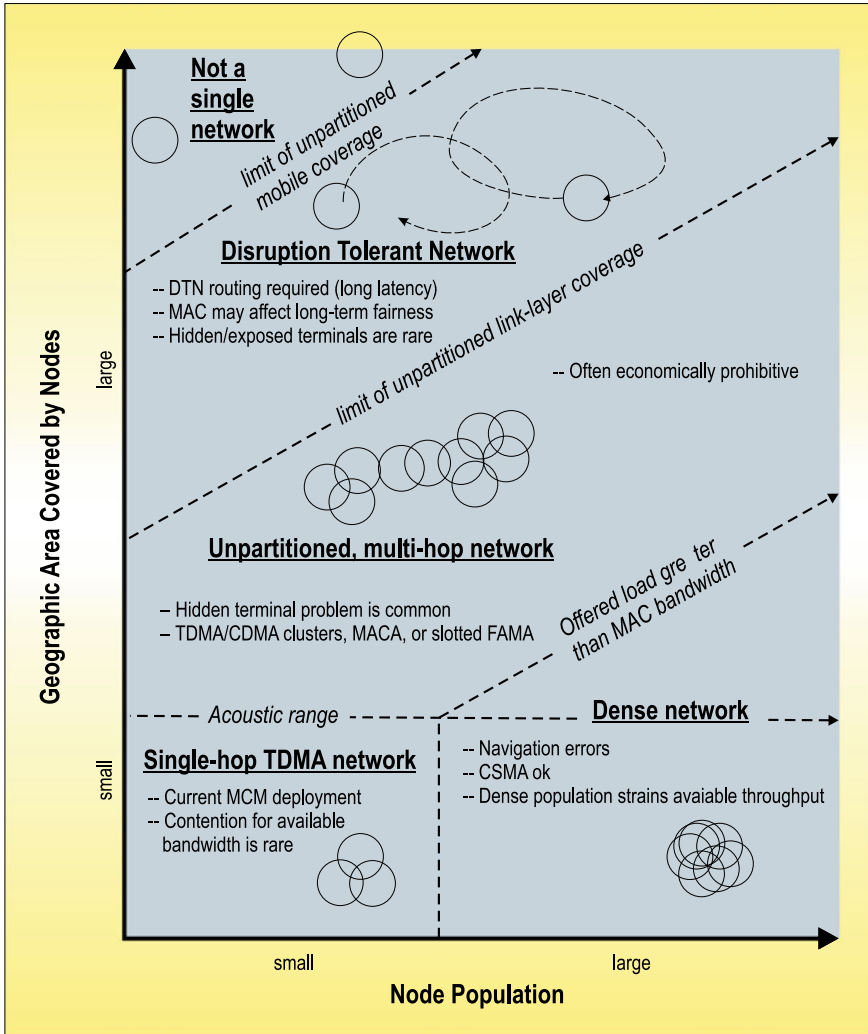 Not a
single
network
limit of unpartitioned
mobile coverage
Disruption Tolerant Network
-- DTN routing required (long latency)
-- MAC may affect long-term fairness
-- Hidden/exposed terminals are rare
limit of unpartitioned link-layer coverage
-- Often economically prohibitive
Unpartitioned, multi-hop network
-- Hidden terminal problem is common
-- TDMA/CDMA clusters, MACA, or slotted FAMA
Offered load gre ter
than MAC bandwidth
Acoustic range
Dense network
-- Navigation errors
-- CSMA ok
-- Dense population strains avaiable throughput
Single-hop TDMA network
-- Current MCM deployment
-- Contention for available
bandwidth is rare
large
small
Geographic Area Covered by Nodes
small
large
Node Population